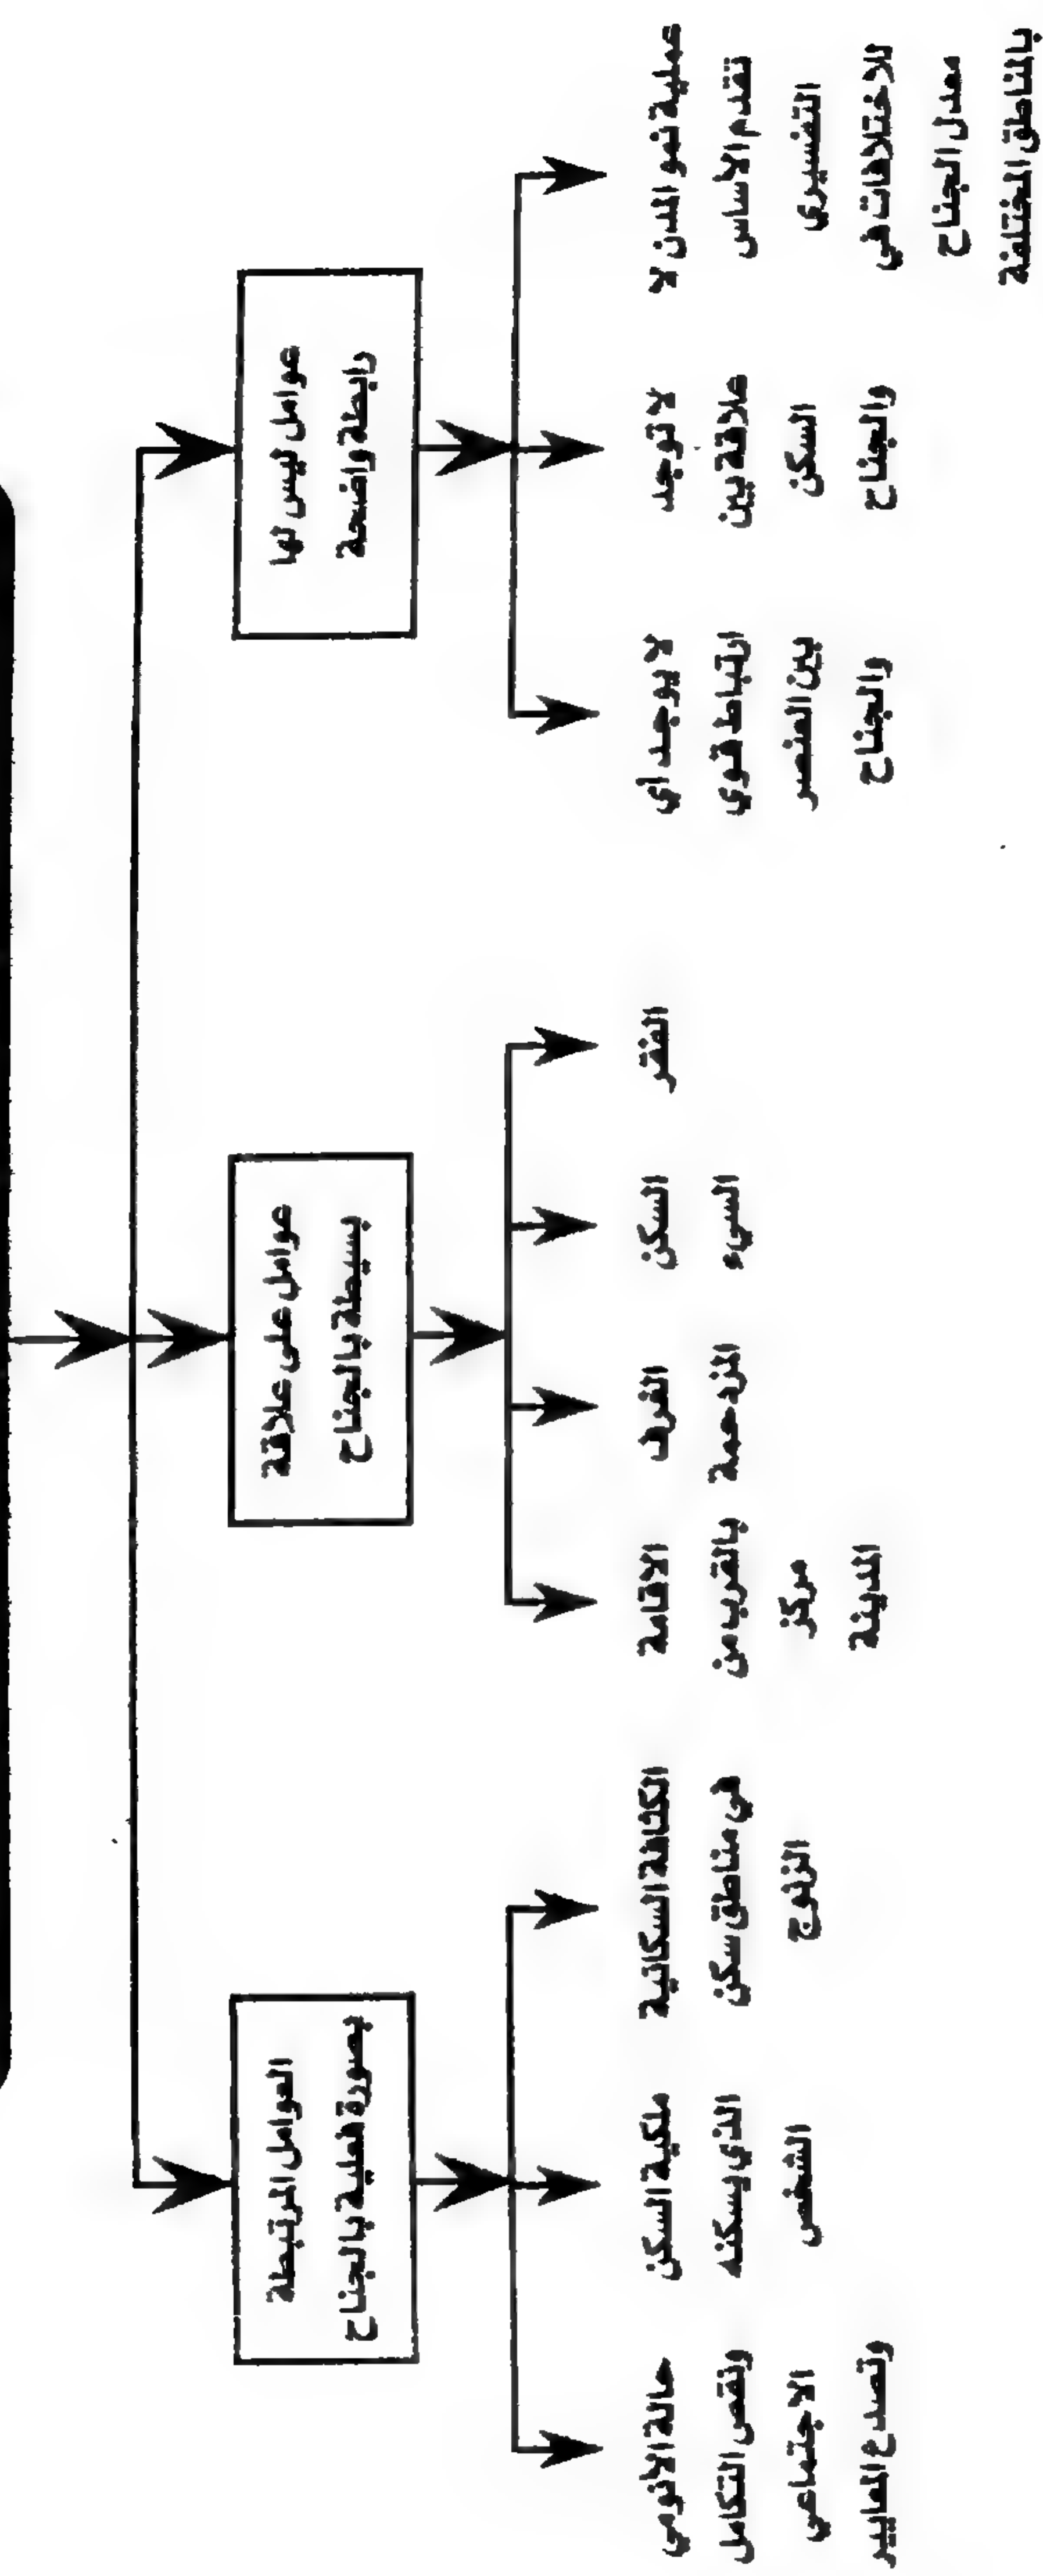 عوامل ليس لها
رابطة واضحة
عوامل على علاقة
بسيطة بالجناح
العوامل المرتبطة
بصورة فعلية بالجناح
عملية نمو المدن لا
تقدم الأساس
التفسيري
للاختلافات في
معدل الجناح
بالمناطق المختلفة
لا توجد
علاقة بين
السكن
والجناح
لا يوجد أي
ارتباط قوي
بين العنصر
والجناح
الفقر
السكن
السيء
الغرف
المزدحمة
الاقامة
بالقرب من
مركز
المدينة
الكثافة السكانية
في مناطق سكن
الزنوج
ملكية السكن
الذي يسكنه
الشخص
حالة الأنومي
ونقص التكامل
الاجتماعي
وتصدع المعايير